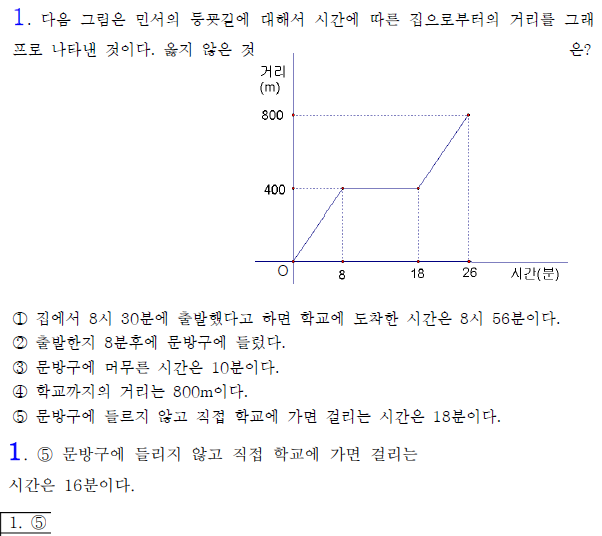 1. 다음 그림은 민서의 등굣길에 대해서 시간에 따른 집으로부터의 거리를 그래
프로 나타낸 것이다. 옳지 않은 것 은?
거리
(m)
800
400
O 8 18 26 시간(분)
① 집에서 8시 30분에 출발했다고 하면 학교에 도착한 시간은 8시 56분이다.
② 출발한지 8분후에 문방구에 들렀다.
③ 문방구에 머무른 시간은 10분이다.
④ 학교까지의 거리는 800m이다.
⑤ 문방구에 들르지 않고 직접 학교에 가면 걸리는 시간은 18분이다.
1. ⑤ 문방구에 들리지 않고 직접 학교에 가면 걸리는
시간은 16분이다.
1. ⑤